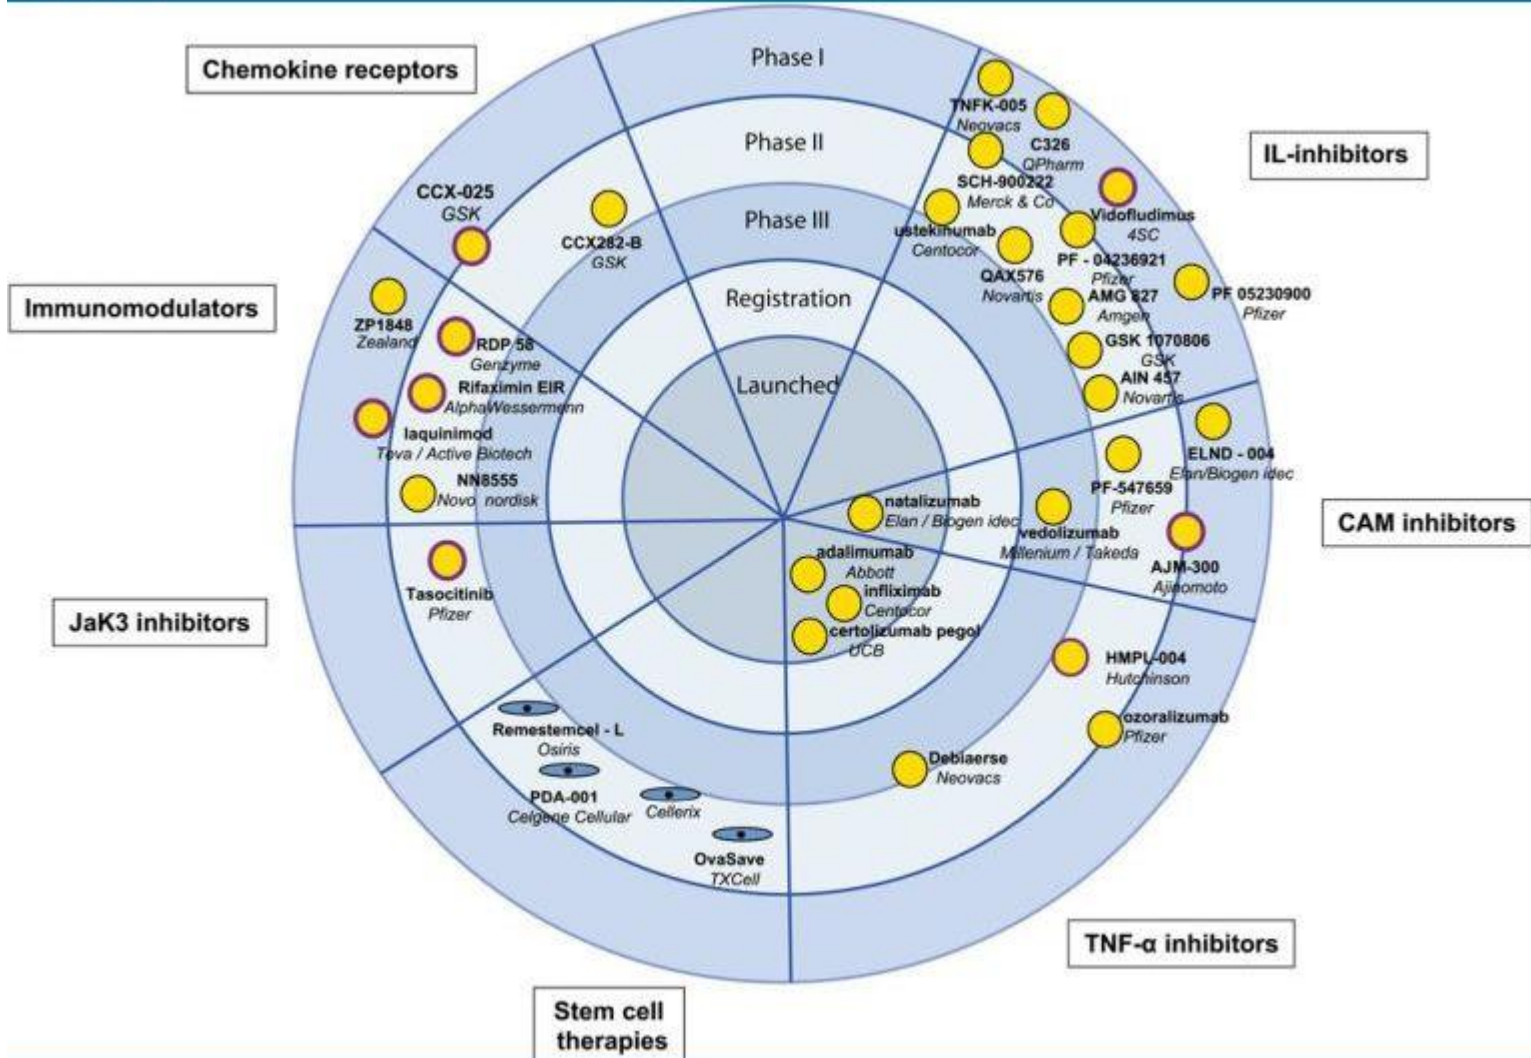 Chemokine receptors
Phase I
Phase II
Phase III
Registration
Launched
IL-inhibitors
TNFK-005
Neovacs
C326
QPharm
SCH-900222
Merck & Co
Vidofludimus
4SC
ustekinumab
Centocor
PF - 04236921
Pfizer
QAX576
Novartis
AMG 827
Amgen
PF 05230900
Pfizer
GSK 1070806
GSK
AIN 457
Novartis
CCX-025
GSK
CCX282-B
GSK
Immunomodulators
ZP1848
Zealand
RDP 58
Genzyme
Rifaximin EIR
AlphaWessermenn
laquinimod
Teva / Active Biotech
NN8555
Novo nordisk
CAM inhibitors
ELND - 004
Elan/Biogen idec
PF-547659
Pfizer
natalizumab
Elan / Biogen idec
vedolizumab
Millenium / Takeda
AJM-300
Ajinomoto
JaK3 inhibitors
Tasocitinib
Pfizer
adalimumab
Abbott
infliximab
Centocor
certolizumab pegol
UCB
HMPL-004
Hutchinson
ozoralizumab
Pfizer
Debiaerse
Neovacs
TNF-α inhibitors
Remestemcel - L
Osiris
PDA-001
Celgene Cellular
Cellerix
OvaSave
TXCell
Stem cell
therapies